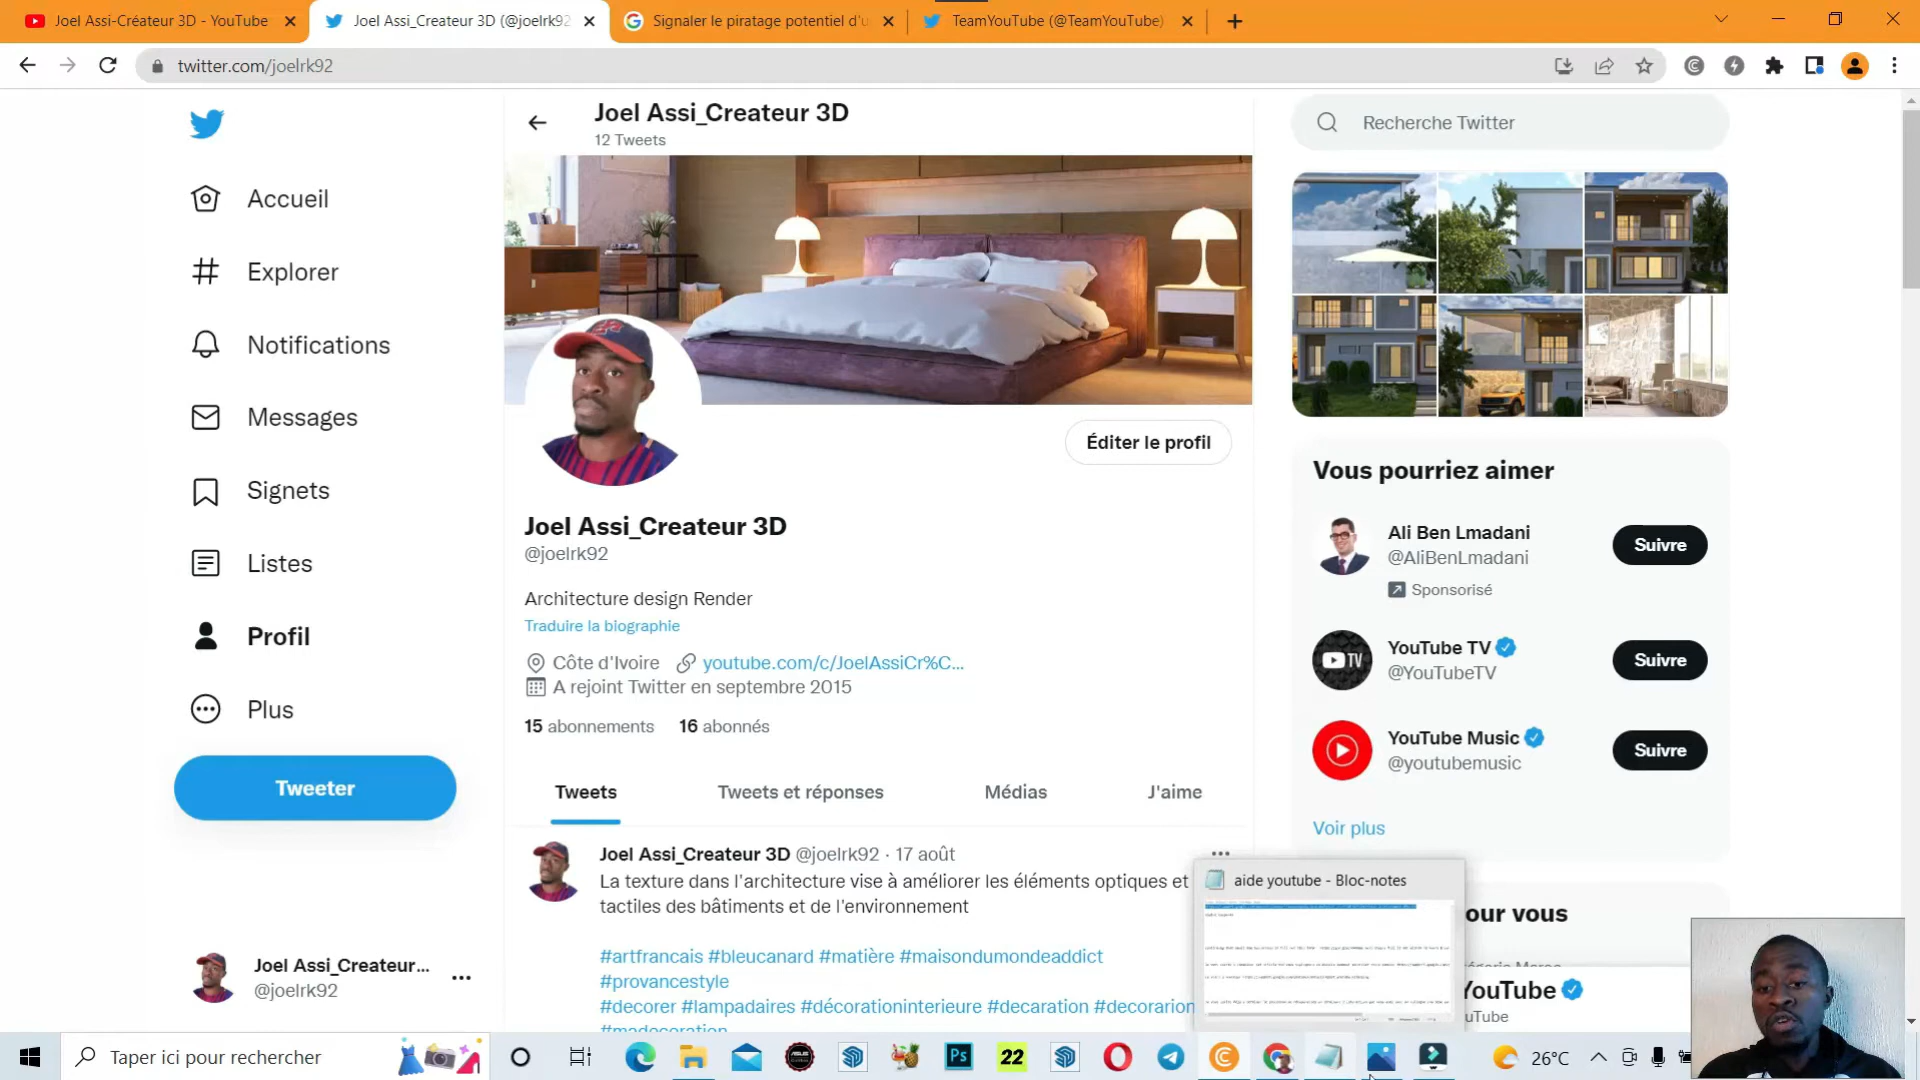 Joel Assi-Créateur 3D - YouTube
Joel Assi_Createur 3D (@joelrk92
Signaler le piratage potentiel d'u
TeamYouTube (@TeamYouTube)
twitter.com/joelrk92
Joel Assi_Createur 3D
12 Tweets
Recherche Twitter
Accueil
Explorer
Notifications
Messages
Signets
Listes
Profil
Plus
Tweeter
Joel Assi_Createur...
@joelrk92
Éditer le profil
Joel Assi_Createur 3D
@joelrk92
Architecture design Render
Traduire la biographie
Côte d'Ivoire youtube.com/c/JoelAssiCr%C...
A rejoint Twitter en septembre 2015
15 abonnements 16 abonnés
Tweets Tweets et réponses Médias J'aime
Joel Assi_Createur 3D @joelrk92 · 17 août
La texture dans l'architecture vise à améliorer les éléments optiques et
tactiles des bâtiments et de l'environnement
#artfrancais #bleucanard #matière #maisondumondeaddict
#provancestyle
#decorer #lampadaires #décorationinterieure #decaration #decorarion
#madecoration
Vous pourriez aimer
Ali Ben Lmadani
@AliBenLmadani
Sponsorisé
Suivre
YouTube TV
@YouTubeTV
Suivre
YouTube Music
@youtubemusic
Suivre
Voir plus
aide youtube - Bloc-notes
our vous
YouTube
uTube
Taper ici pour rechercher
Ps
22
26°C